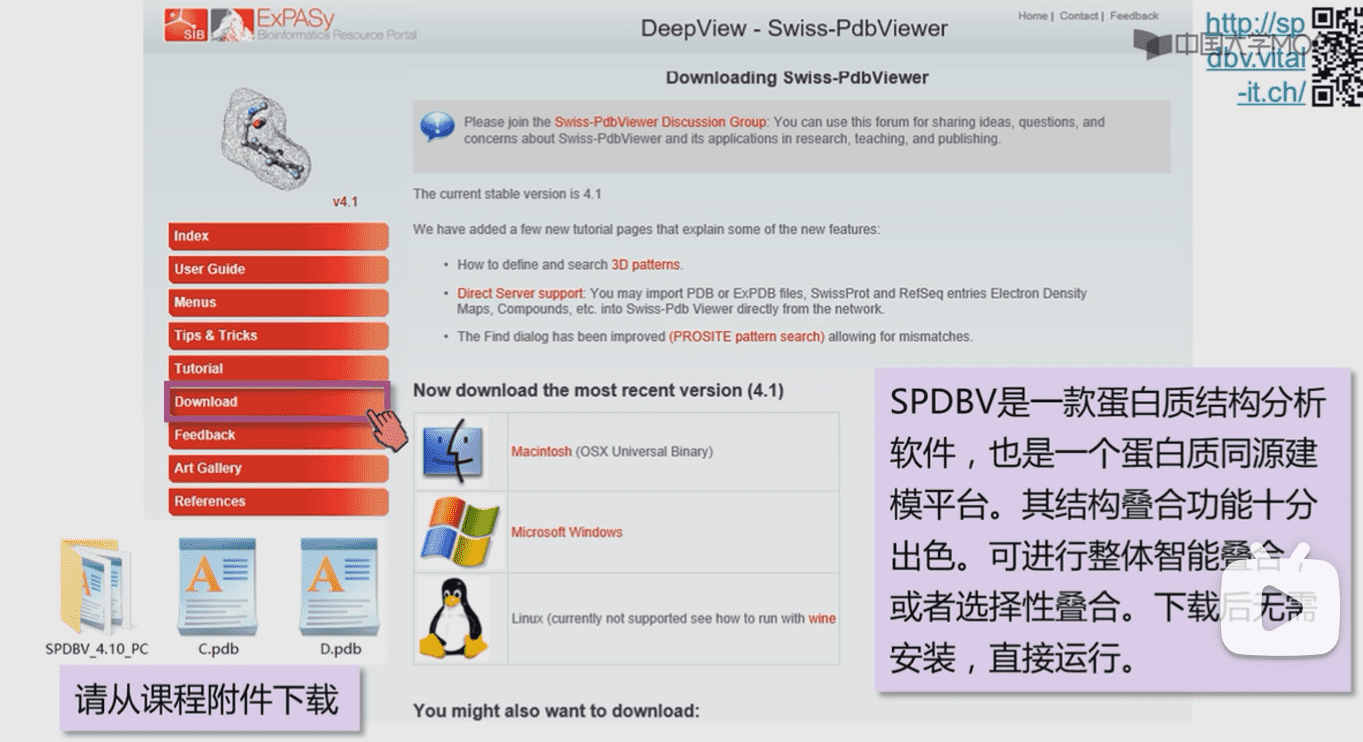 SIB
ExPASy
Bioinformatics Resource Portal
DeepView - Swiss-PdbViewer
Home | Contact | Feedback
http://sp
dbv.vital
-it.ch/
中国大学MO
v4.1
Index
User Guide
Menus
Tips & Tricks
Tutorial
Download
Feedback
Art Gallery
References
Downloading Swiss-PdbViewer
Please join the Swiss-PdbViewer Discussion Group: You can use this forum for sharing ideas, questions, and
concerns about Swiss-PdbViewer and its applications in research, teaching, and publishing.
The current stable version is 4.1
We have added a few new tutorial pages that explain some of the new features:
• How to define and search 3D patterns.
• Direct Server support: You may import PDB or ExPDB files, SwissProt and RefSeq entries Electron Density
Maps, Compounds, etc. into Swiss-Pdb Viewer directly from the network.
• The Find dialog has been improved (PROSITE pattern search) allowing for mismatches.
Now download the most recent version (4.1)
Macintosh (OSX Universal Binary)
Microsoft Windows
Linux (currently not supported see how to run with wine
You might also want to download:
SPDBV_4.10_PC
C.pdb
D.pdb
请从课程附件下载
SPDBV是一款蛋白质结构分析
软件，也是一个蛋白质同源建
模平台。其结构叠合功能十分
出色。可进行整体智能叠合，
或者选择性叠合。下载后无需
安装，直接运行。